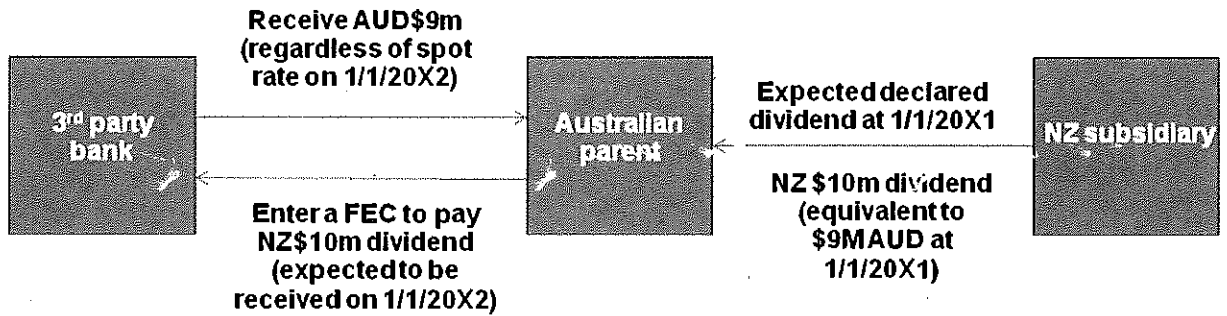 Receive AUD$9m
(regardless of spot
rate on 1/1/20X2)
3rd party
bank
Enter a FEC to pay
NZ$10m dividend
(expected to be
received on 1/1/20X2)
Australian
parent
Expected declared
dividend at 1/1/20X1
NZ $10m dividend
(equivalent to
$9M AUD at
1/1/20X1)
NZ subsidiary